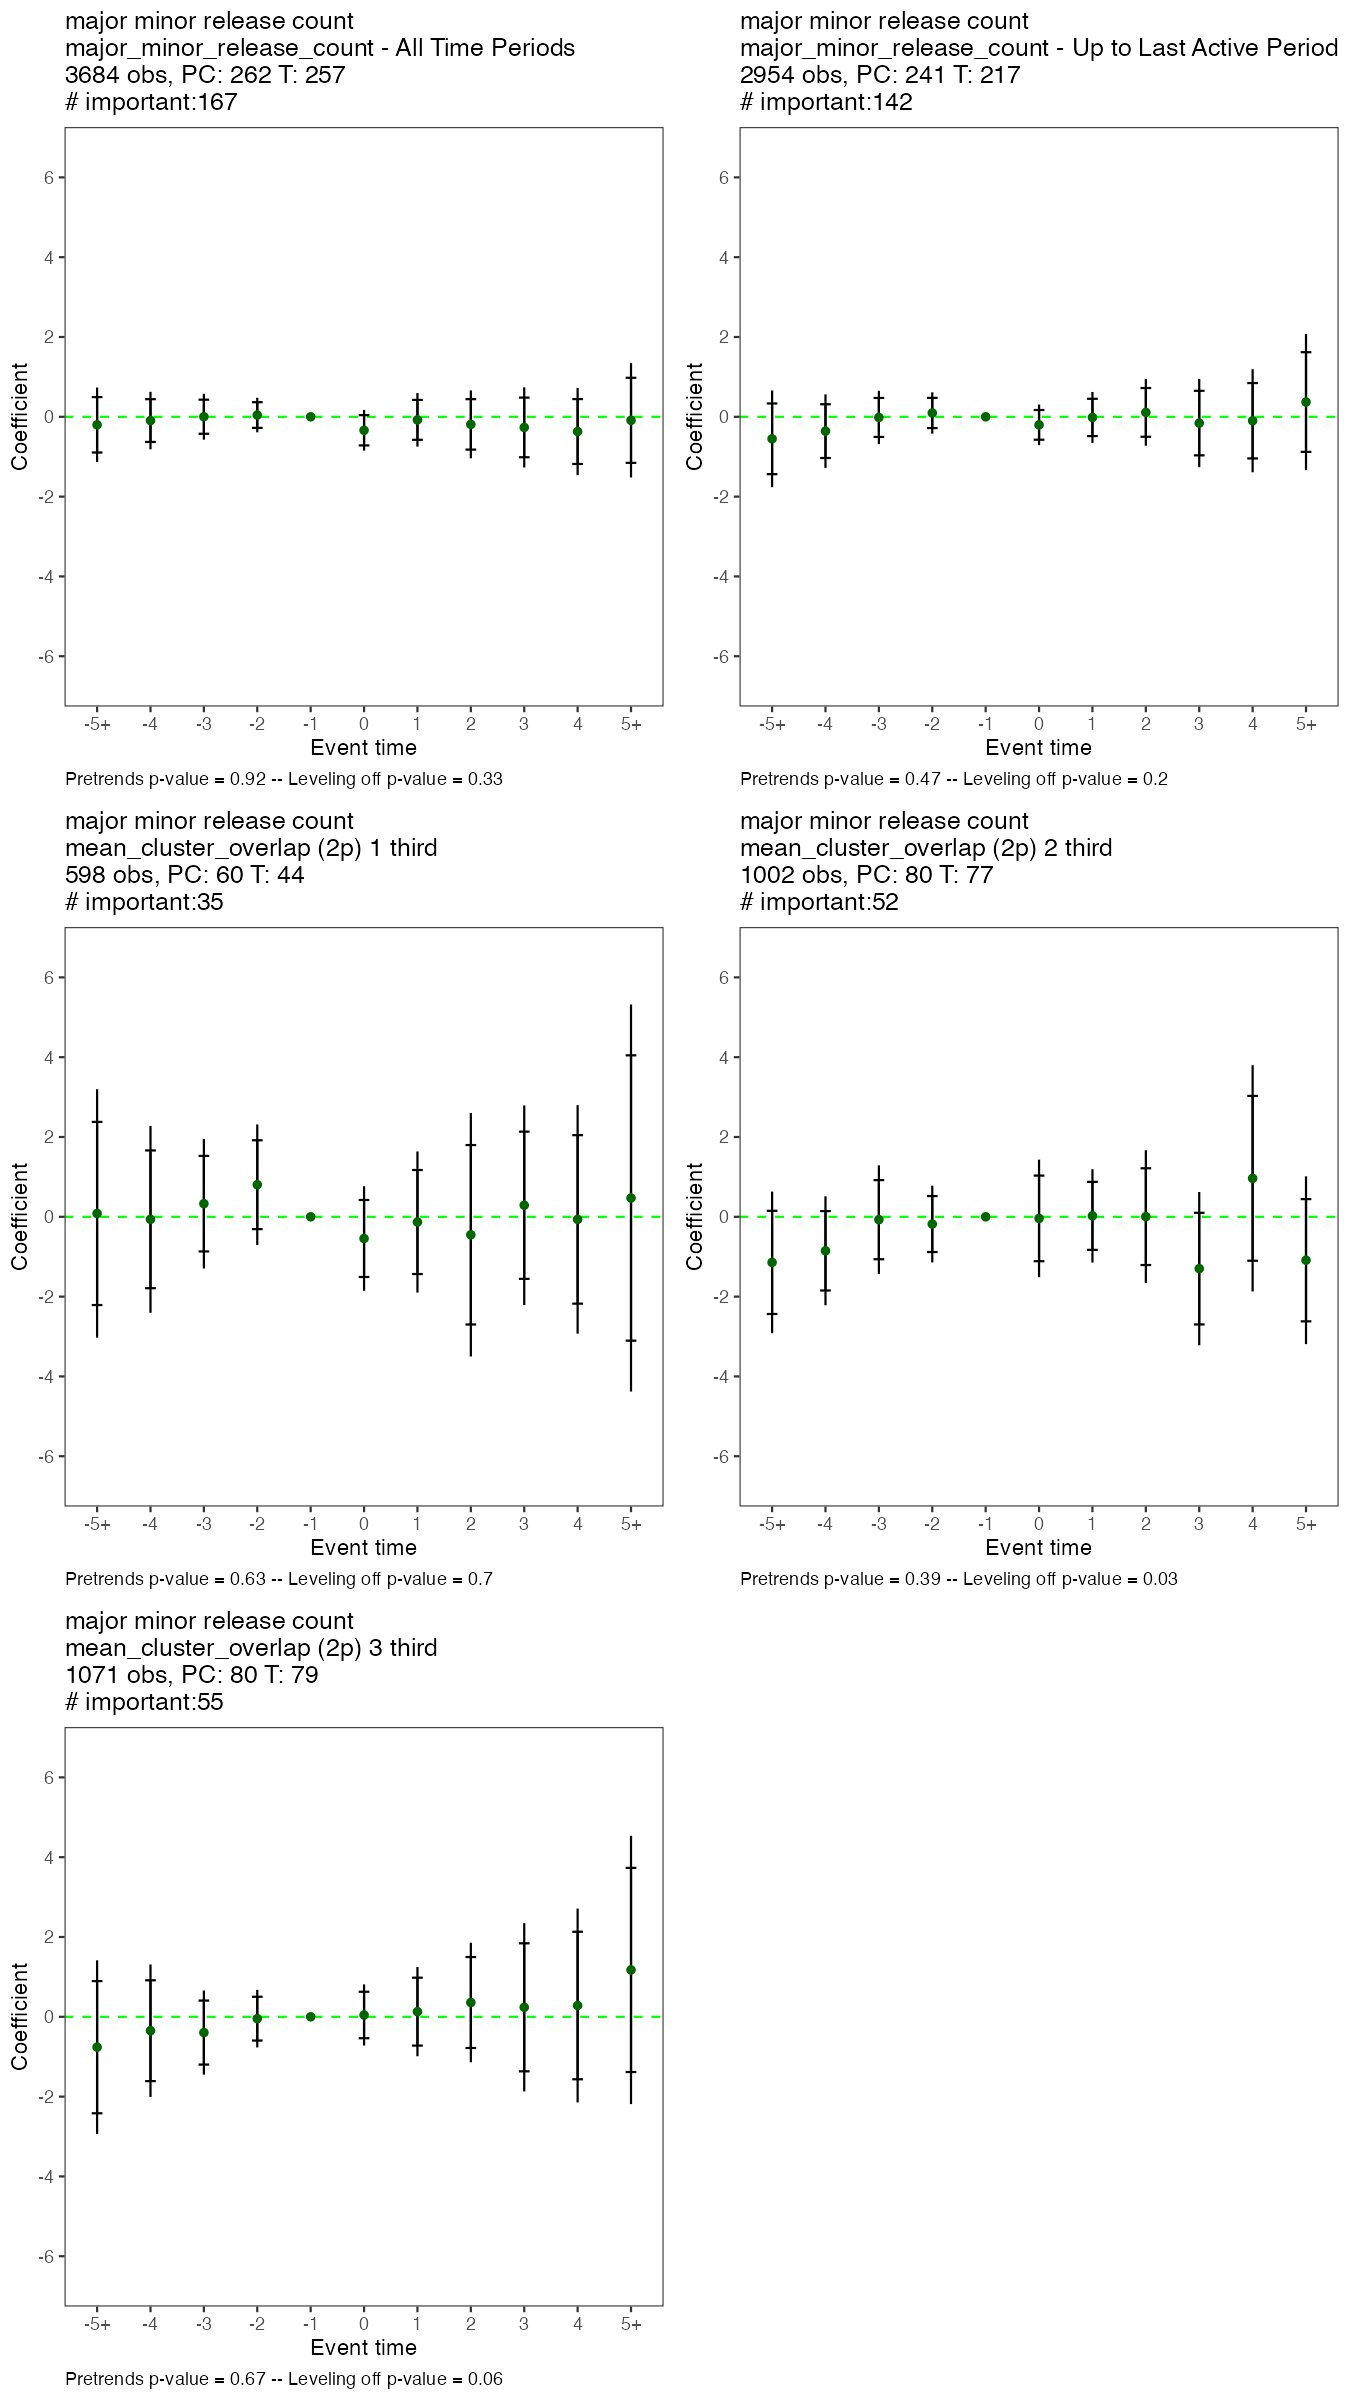 major minor release count
major_minor_release_count - All Time Periods
3684 obs, PC: 262 T: 257
# important:167
6
4
2
0
-2
-4
-6
Coefficient
-5+ -4 -3 -2 -1 0 1 2 3 4 5+
Event time
Pretrends p-value = 0.92 -- Leveling off p-value = 0.33
major minor release count
major_minor_release_count - Up to Last Active Period
2954 obs, PC: 241 T: 217
# important:142
6
4
2
0
-2
-4
-6
Coefficient
-5+ -4 -3 -2 -1 0 1 2 3 4 5+
Event time
Pretrends p-value = 0.47 -- Leveling off p-value = 0.2
major minor release count
mean_cluster_overlap (2p) 1 third
598 obs, PC: 60 T: 44
# important:35
6
4
2
0
-2
-4
-6
Coefficient
-5+ -4 -3 -2 -1 0 1 2 3 4 5+
Event time
Pretrends p-value = 0.63 -- Leveling off p-value = 0.7
major minor release count
mean_cluster_overlap (2p) 2 third
1002 obs, PC: 80 T: 77
# important:52
6
4
2
0
-2
-4
-6
Coefficient
-5+ -4 -3 -2 -1 0 1 2 3 4 5+
Event time
Pretrends p-value = 0.39 -- Leveling off p-value = 0.03
major minor release count
mean_cluster_overlap (2p) 3 third
1071 obs, PC: 80 T: 79
# important:55
6
4
2
0
-2
-4
-6
Coefficient
-5+ -4 -3 -2 -1 0 1 2 3 4 5+
Event time
Pretrends p-value = 0.67 -- Leveling off p-value = 0.06